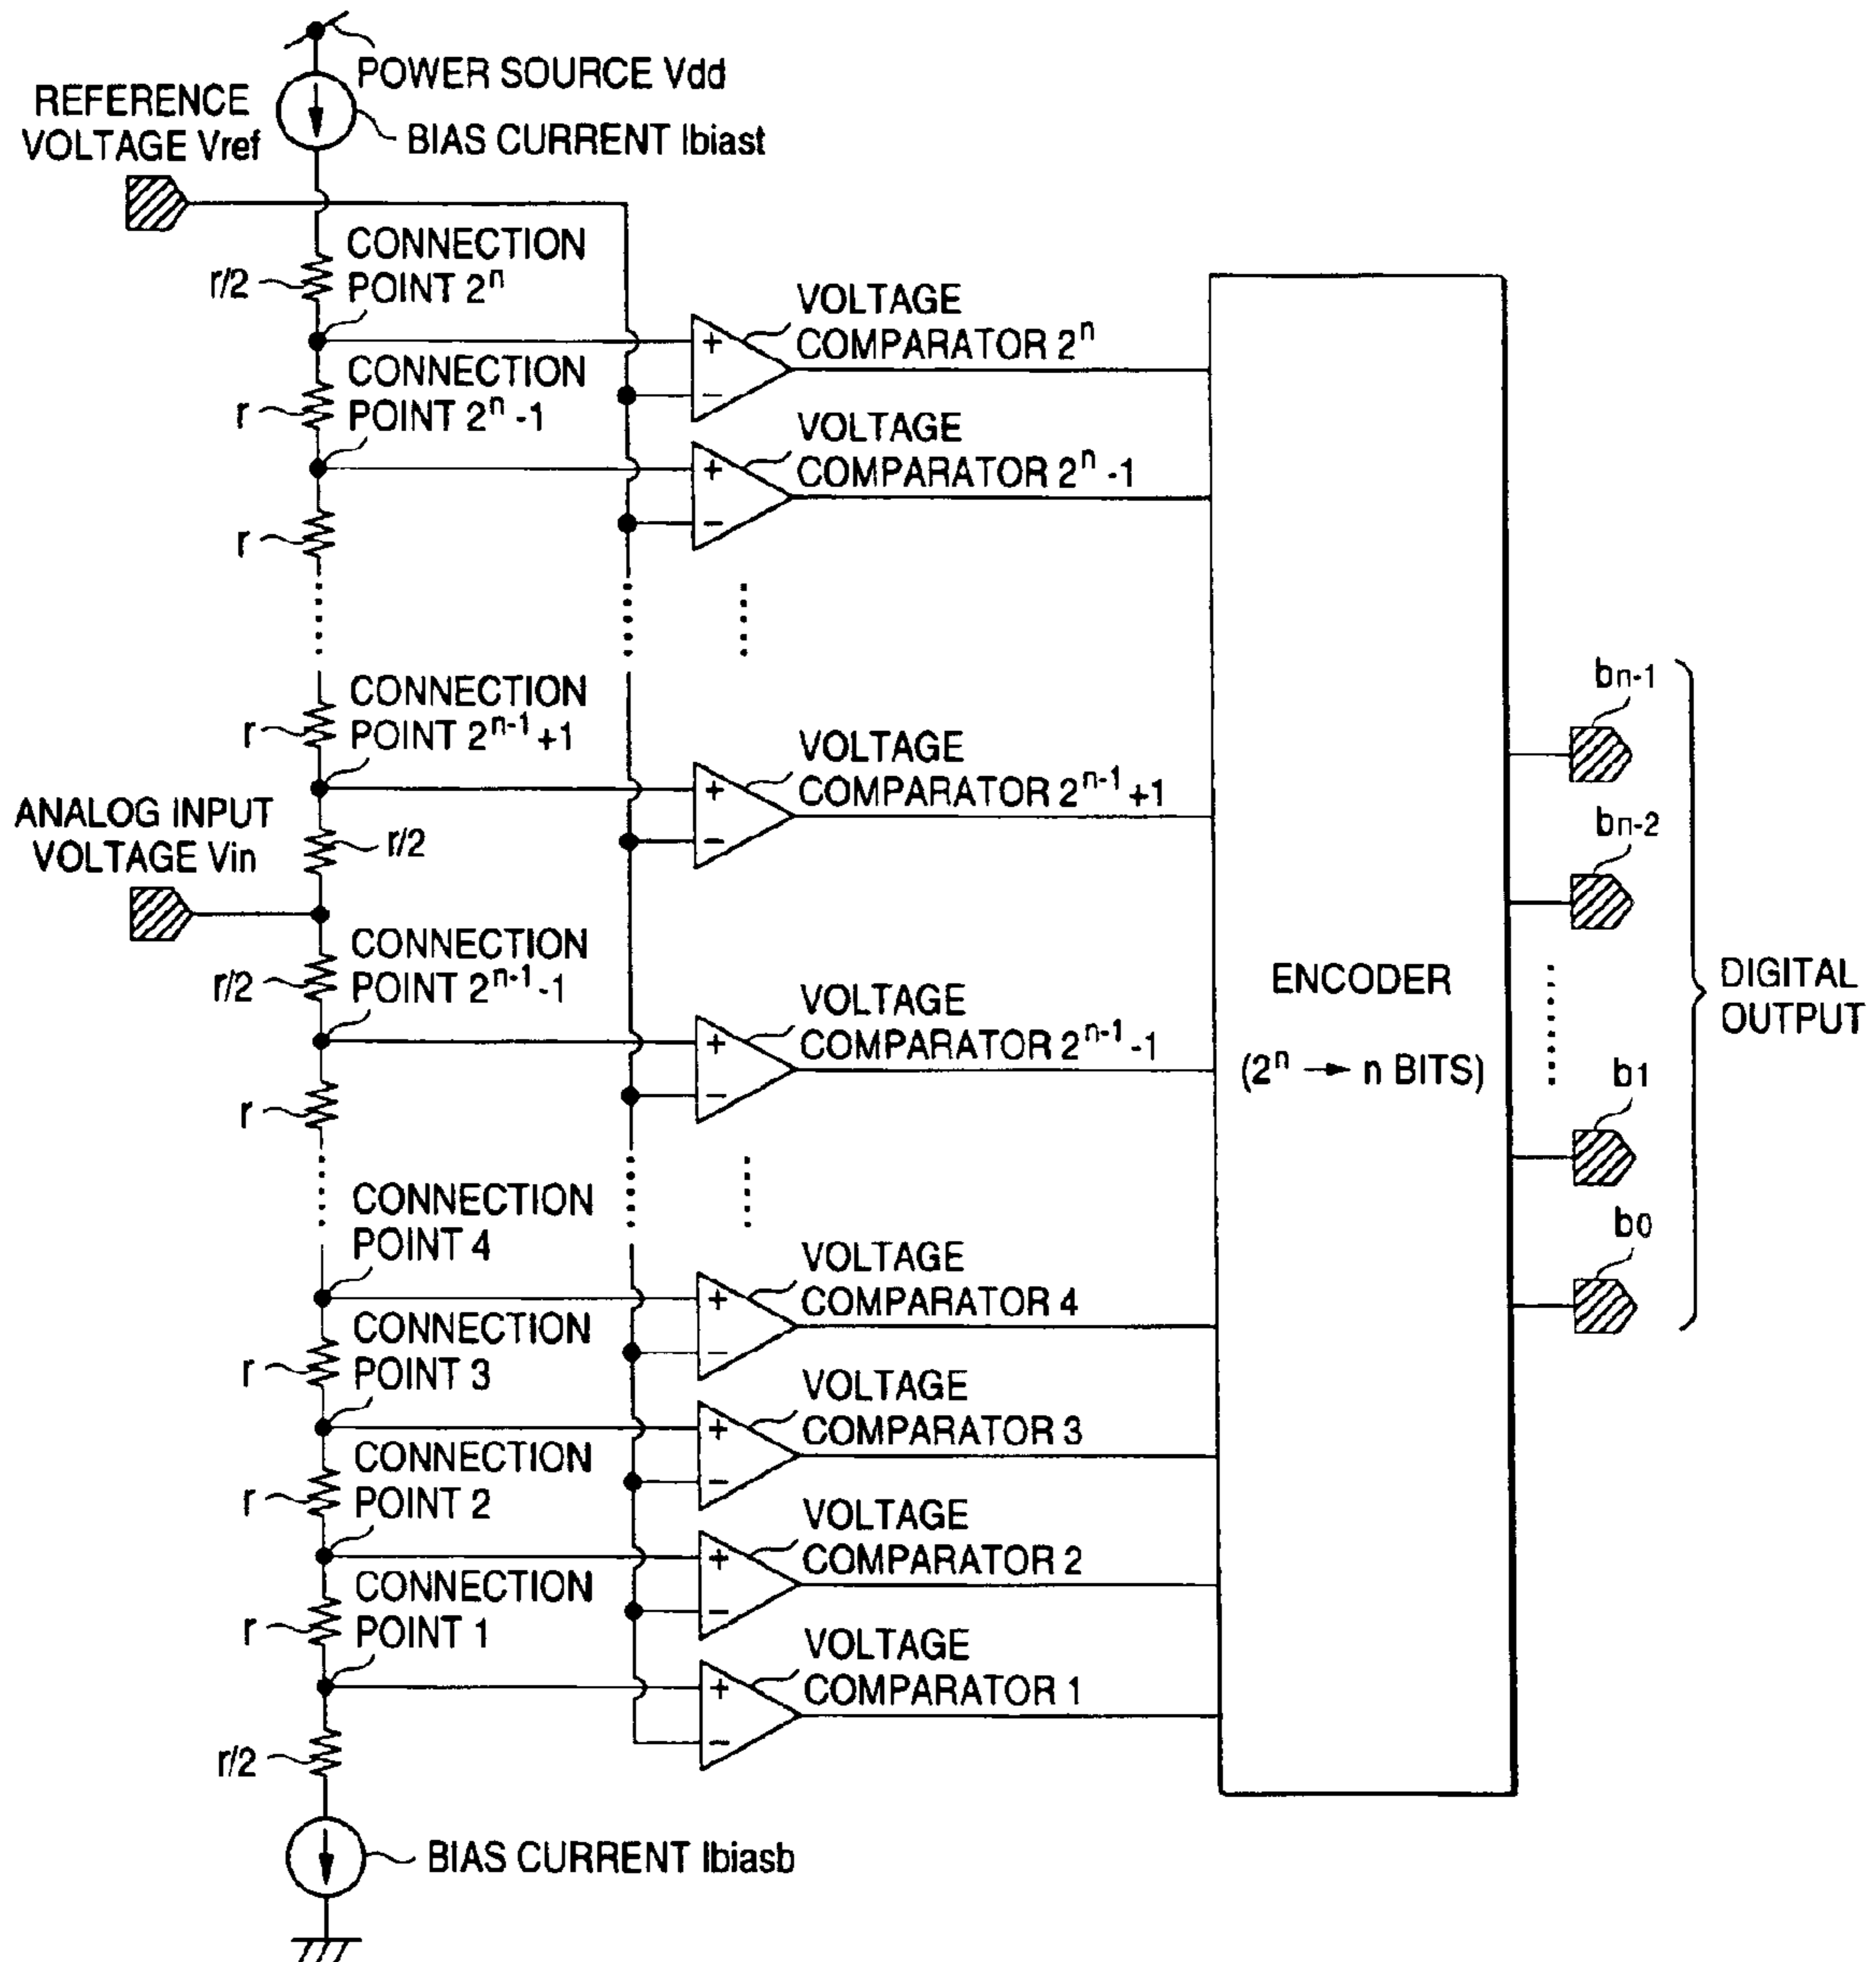 POWER SOURCE Vdd
REFERENCE
VOLTAGE Vref
BIAS CURRENT Ibiast
r/2
CONNECTION
POINT 2ⁿ
VOLTAGE
COMPARATOR 2ⁿ
+
−
r
CONNECTION
POINT 2ⁿ -1
VOLTAGE
COMPARATOR 2ⁿ -1
+
−
r
r
CONNECTION
POINT 2ⁿ⁻¹ +1
VOLTAGE
COMPARATOR 2ⁿ⁻¹ +1
+
−
ANALOG INPUT
VOLTAGE Vin
r/2
r/2
CONNECTION
POINT 2ⁿ⁻¹ -1
VOLTAGE
COMPARATOR 2ⁿ⁻¹ -1
+
−
r
CONNECTION
POINT 4
VOLTAGE
COMPARATOR 4
+
−
r
CONNECTION
POINT 3
VOLTAGE
COMPARATOR 3
+
−
r
CONNECTION
POINT 2
VOLTAGE
COMPARATOR 2
+
−
r
CONNECTION
POINT 1
VOLTAGE
COMPARATOR 1
+
−
r/2
BIAS CURRENT Ibiasb
ENCODER
(2ⁿ → n BITS)
bn-1
bn-2
b1
b0
DIGITAL
OUTPUT